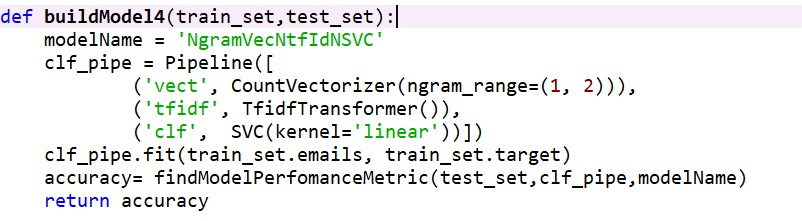 def buildModel4(train_set,test_set):
    modelName = 'NgramVecNtfIdNSVC'
    clf_pipe = Pipeline([
            ('vect', CountVectorizer(ngram_range=(1, 2))),
            ('tfidf', TfidfTransformer()),
            ('clf',  SVC(kernel='linear'))])
    clf_pipe.fit(train_set.emails, train_set.target)
    accuracy= findModelPerfomanceMetric(test_set,clf_pipe,modelName)
    return accuracy